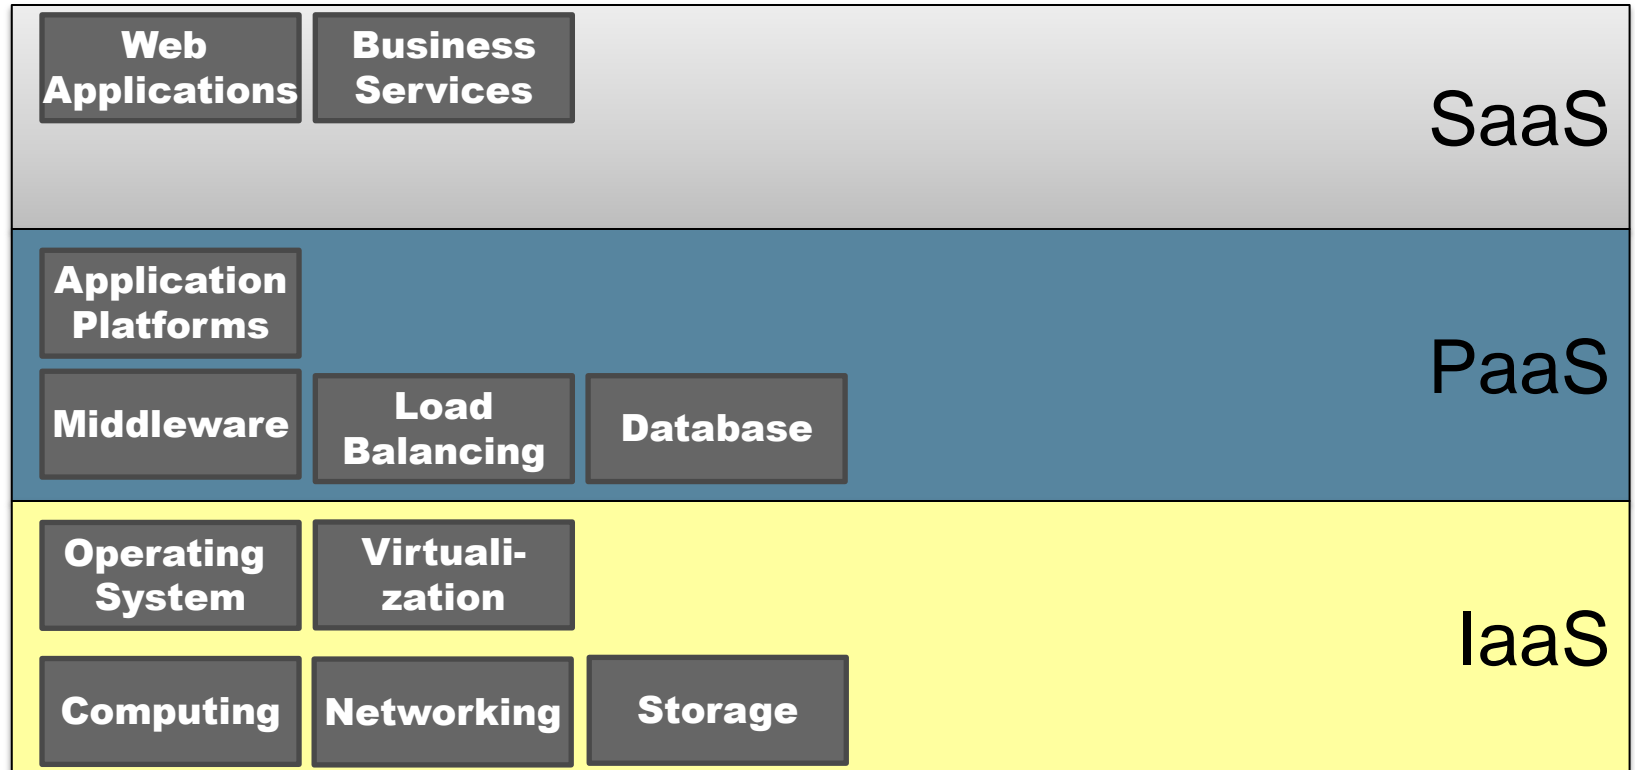 Web
Applications
Business
Services
SaaS
Application
Platforms
PaaS
Middleware
Load
Balancing
Database
Operating
System
Virtuali-
zation
IaaS
Computing
Networking
Storage